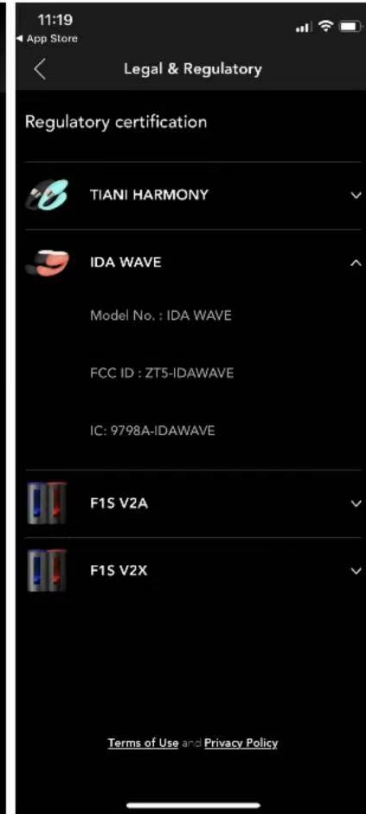 11:19
◀ App Store
Legal & Regulatory
Regulatory certification
TIANI HARMONY
IDA WAVE
Model No. : IDA WAVE
FCC ID : ZT5-IDAWAVE
IC: 9798A-IDAWAVE
F1S V2A
F1S V2X
Terms of Use and Privacy Policy